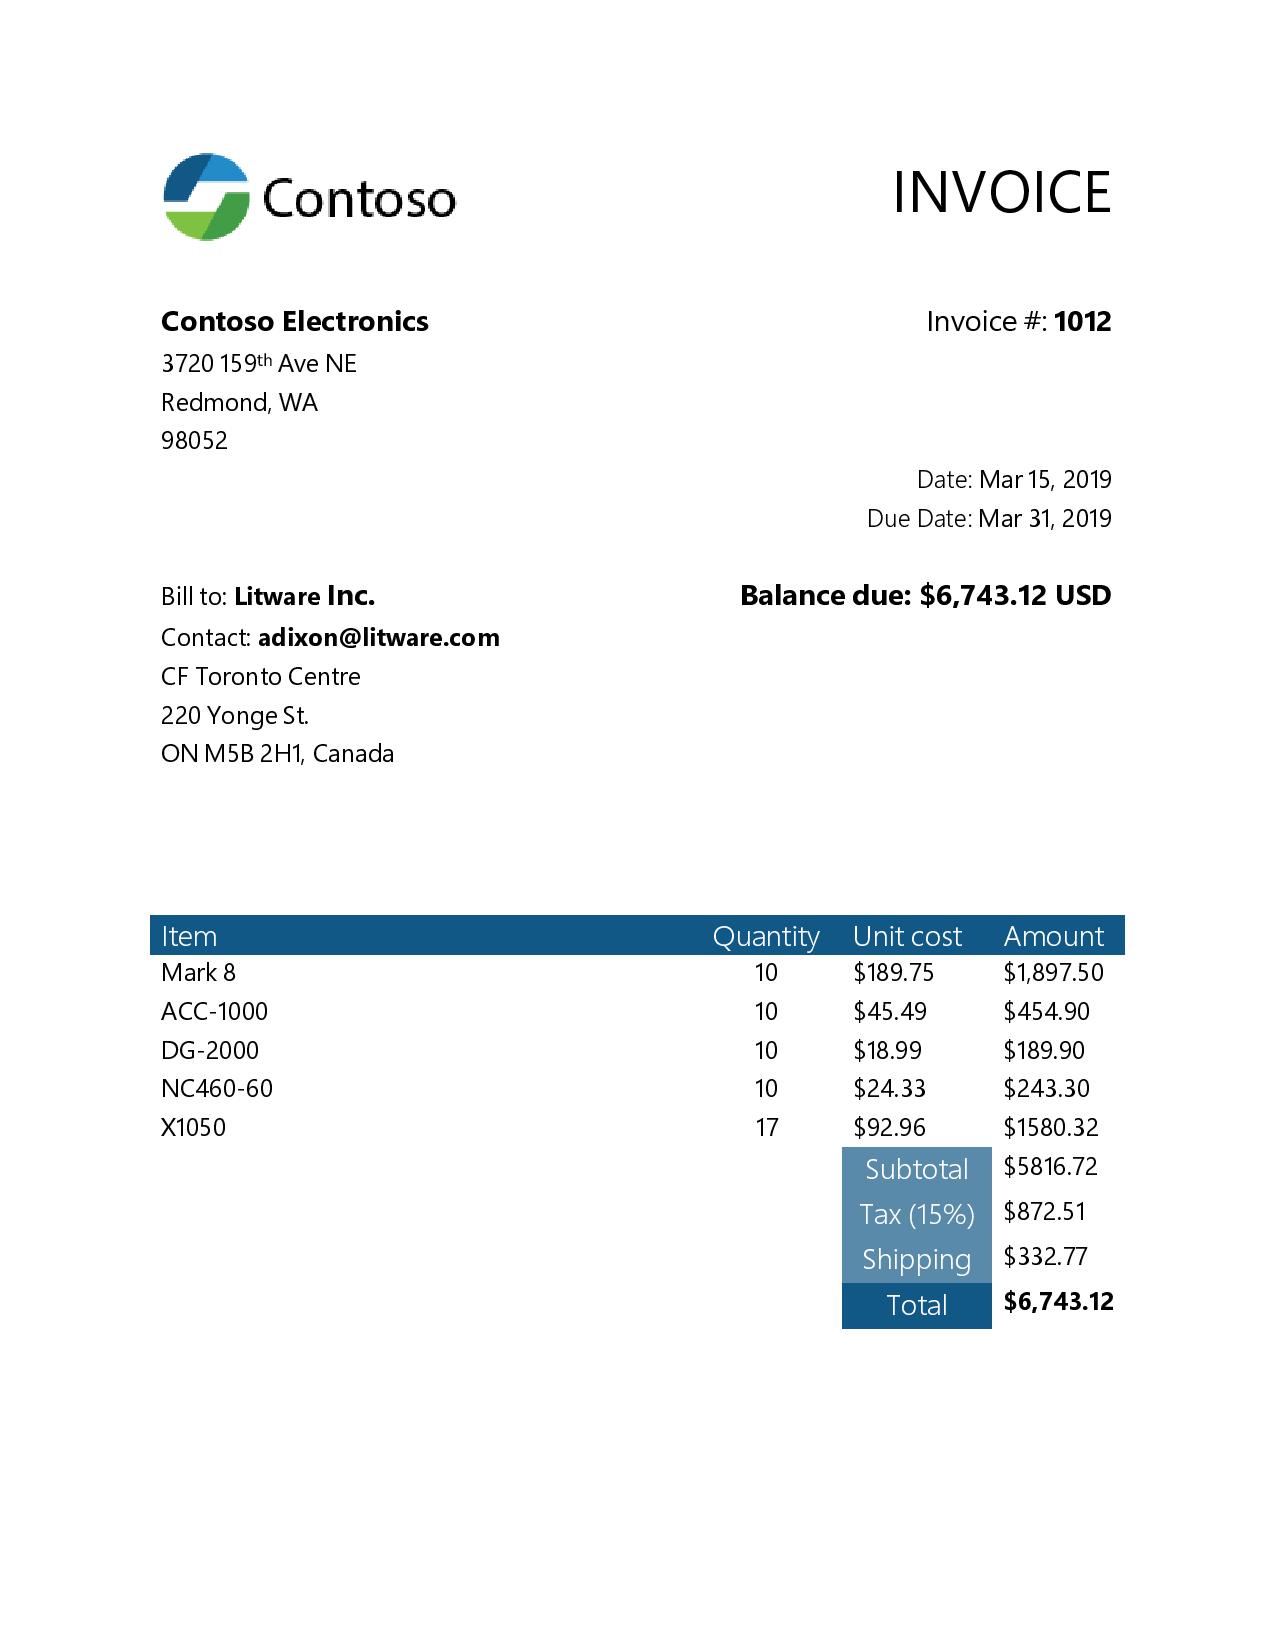 Contoso
INVOICE
Contoso Electronics
Invoice #: 1012
3720 159th Ave NE
Redmond, WA
98052
Date: Mar 15, 2019
Due Date: Mar 31, 2019
Bill to: Litware Inc.
Balance due: $6,743.12 USD
Contact: adixon@litware.com
CF Toronto Centre
220 Yonge St.
ON M5B 2H1, Canada
Item Quantity Unit cost Amount
Mark 8 10 $189.75 $1,897.50
ACC-1000 10 $45.49 $454.90
DG-2000 10 $18.99 $189.90
NC460-60 10 $24.33 $243.30
X1050 17 $92.96 $1580.32
Subtotal $5816.72
Tax (15%) $872.51
Shipping $332.77
Total $6,743.12